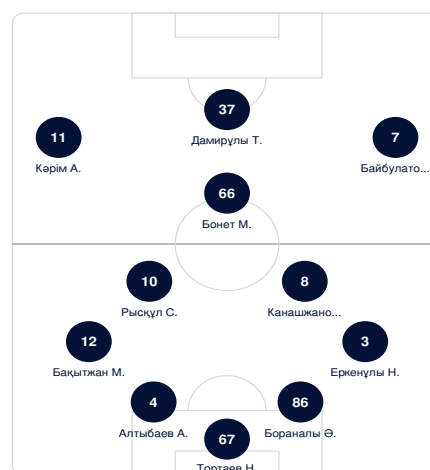 37
Дамирұлы Т.
11
Кәрім А.
7
Байбулато...
66
Бонет М.
10
Рысқұл С.
8
Канашжано...
12
Бақытжан М.
3
Еркенұлы Н.
4
Алтыбаев А.
86
Бораналы Ә.
67
Тортаев Н.